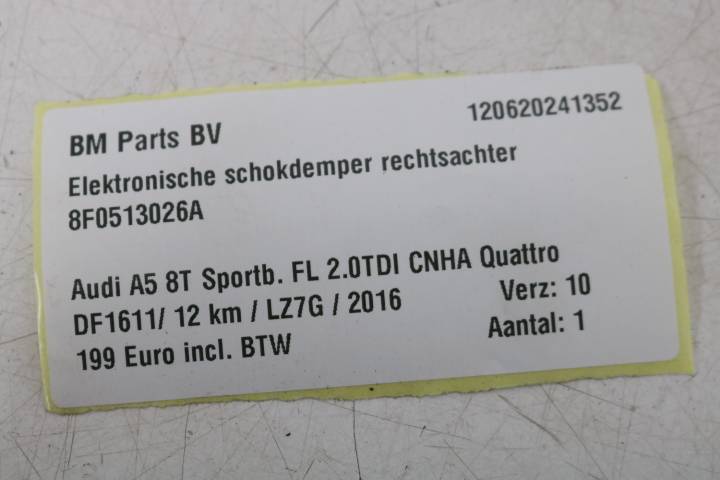 BM Parts BV 120620241352
Elektronische schokdemper rechtsachter
8F0513026A
Audi A5 8T Sportb. FL 2.0TDI CNHA Quattro
DF1611/ 12 km / LZ7G / 2016 Verz: 10
199 Euro incl. BTW Aantal: 1